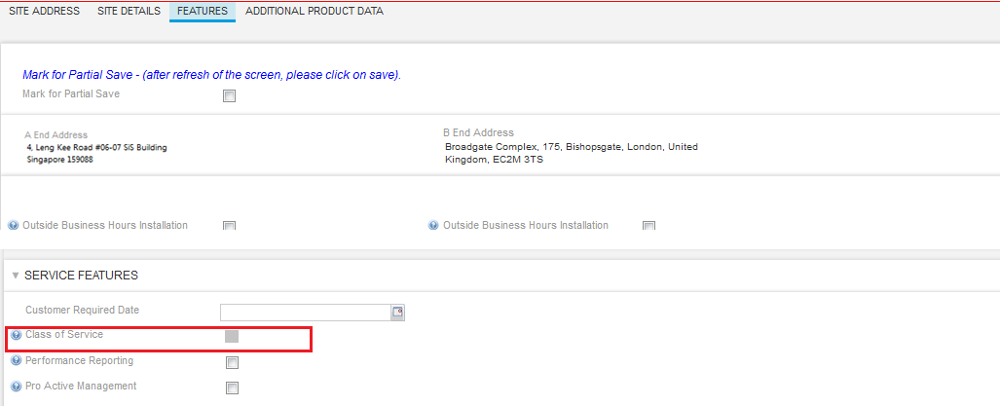 SITE ADDRESS SITE DETAILS FEATURES ADDITIONAL PRODUCT DATA
Mark for Partial Save - (after refresh of the screen, please click on save).
Mark for Partial Save
A End Address
4, Leng Kee Road #06-07 SiS Building
Singapore 159088
B End Address
Broadgate Complex, 175, Bishopsgate, London, United
Kingdom, EC2M 3TS
Outside Business Hours Installation Outside Business Hours Installation
SERVICE FEATURES
Customer Required Date
Class of Service
Performance Reporting
Pro Active Management